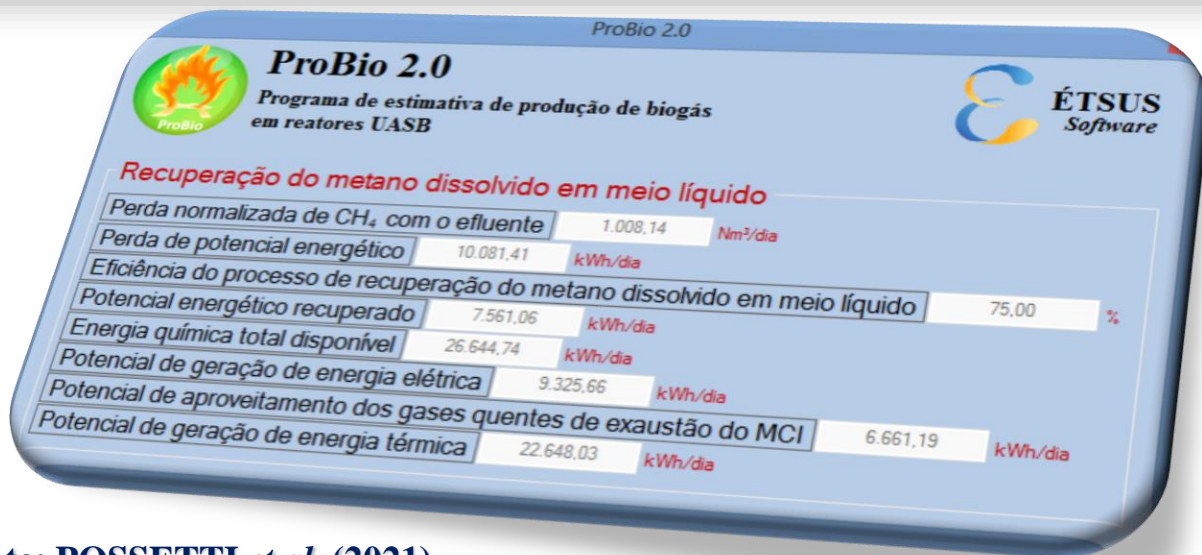 ProBio 2.0
ProBio 2.0
Programa de estimativa de produção de biogás
em reatores UASB
ProBio
ÉTSUS
Software
Recuperação do metano dissolvido em meio líquido
Perda normalizada de CH₄ com o efluente 1.008,14 Nm³/dia
Perda de potencial energético 10.081,41 kWh/dia
Eficiência do processo de recuperação do metano dissolvido em meio líquido 75,00 %
Potencial energético recuperado 7.561,06 kWh/dia
Energia química total disponível 26.644,74 kWh/dia
Potencial de geração de energia elétrica 9.325,66 kWh/dia
Potencial de aproveitamento dos gases quentes de exaustão do MCI 6.661,19 kWh/dia
Potencial de geração de energia térmica 22.648,03 kWh/dia
POSSETTI et al. (2021)